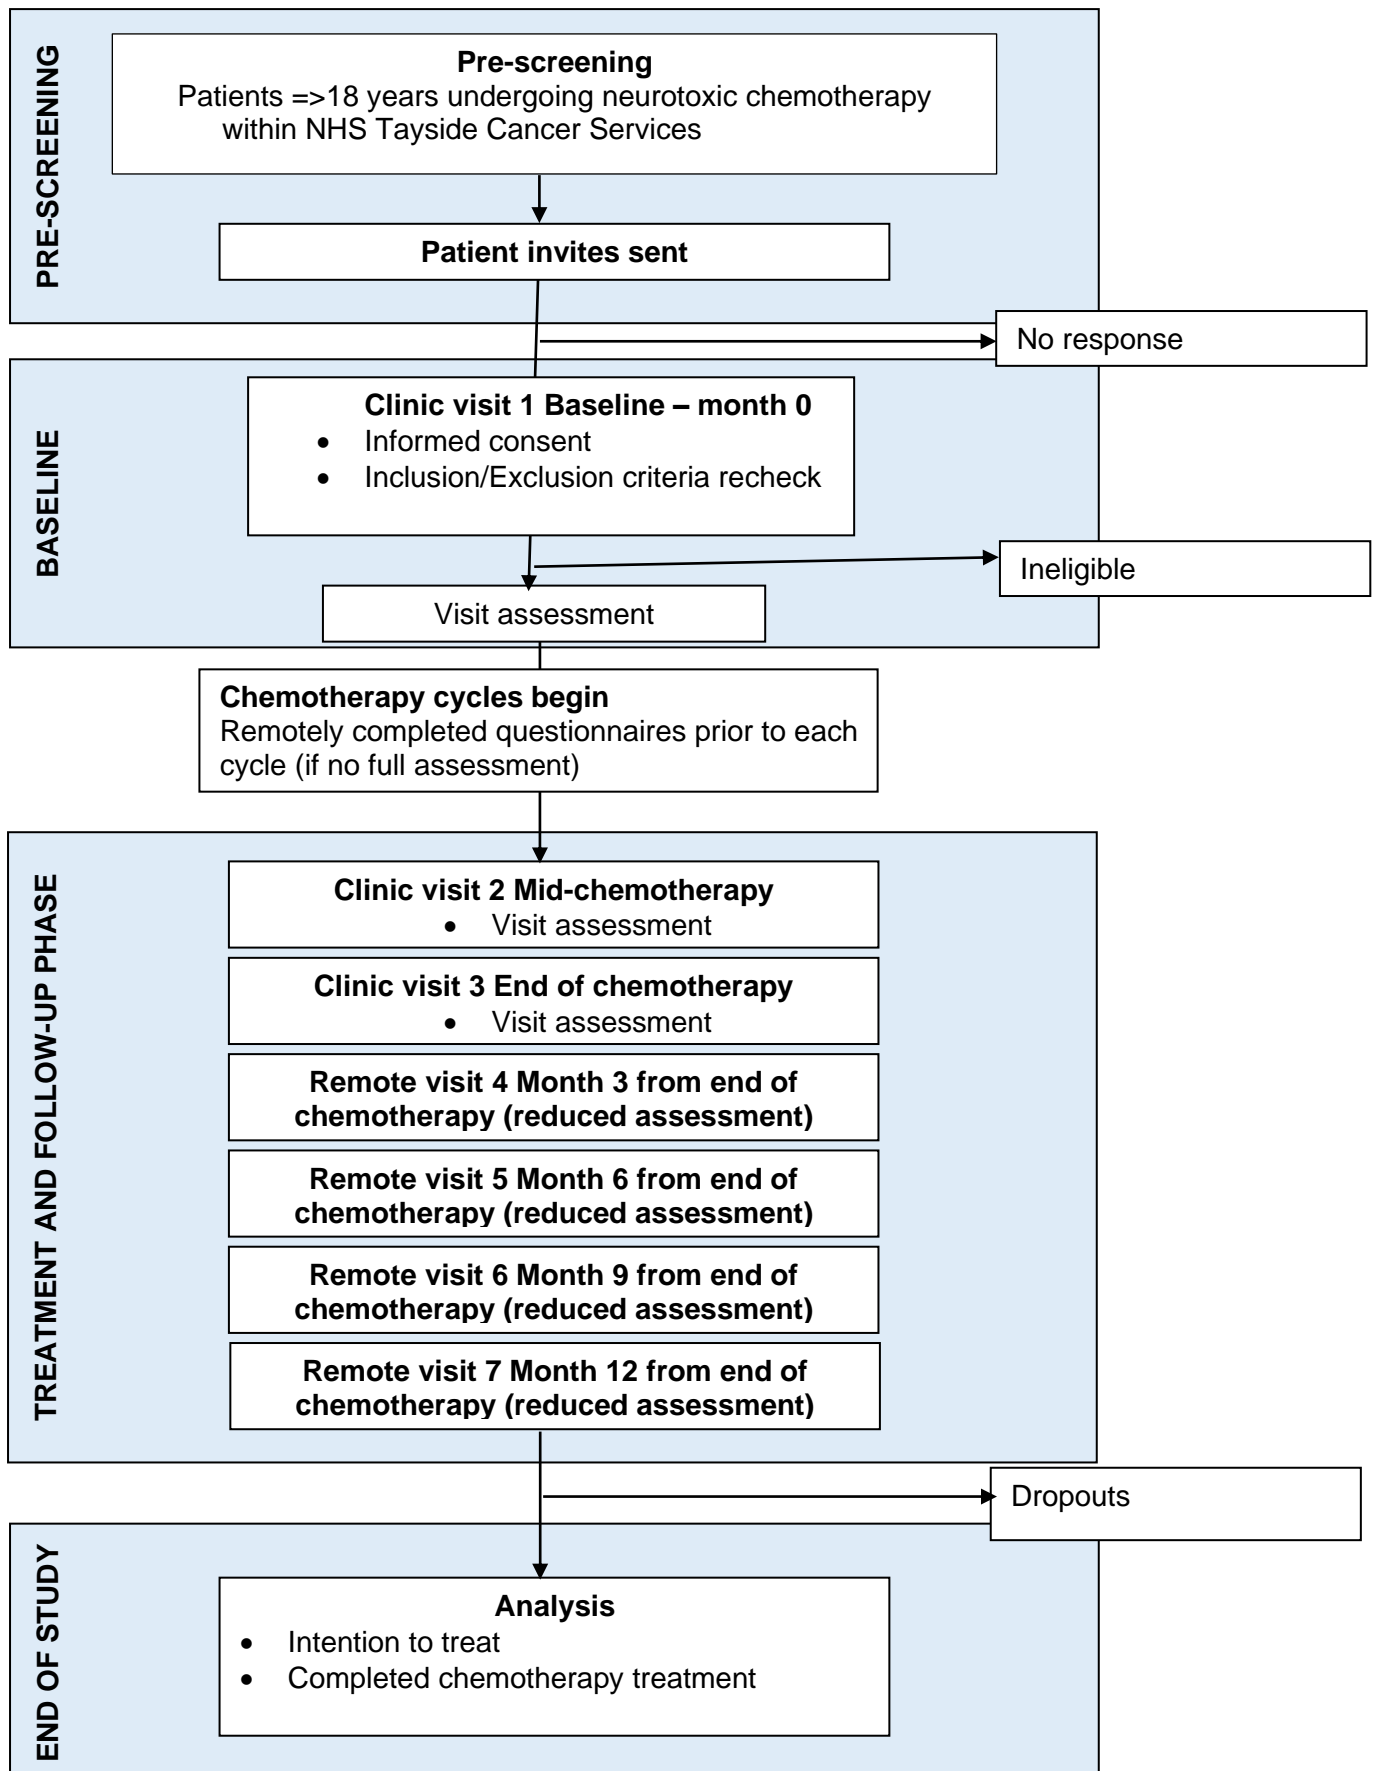 PRE-SCREENING
Pre-screening
Patients =>18 years undergoing neurotoxic chemotherapy
within NHS Tayside Cancer Services
Patient invites sent
No response
BASELINE
Clinic visit 1 Baseline – month 0
• Informed consent
• Inclusion/Exclusion criteria recheck
Ineligible
Visit assessment
Chemotherapy cycles begin
Remotely completed questionnaires prior to each
cycle (if no full assessment)
TREATMENT AND FOLLOW-UP PHASE
Clinic visit 2 Mid-chemotherapy
• Visit assessment
Clinic visit 3 End of chemotherapy
• Visit assessment
Remote visit 4 Month 3 from end of
chemotherapy (reduced assessment)
Remote visit 5 Month 6 from end of
chemotherapy (reduced assessment)
Remote visit 6 Month 9 from end of
chemotherapy (reduced assessment)
Remote visit 7 Month 12 from end of
chemotherapy (reduced assessment)
Dropouts
END OF STUDY
Analysis
• Intention to treat
• Completed chemotherapy treatment